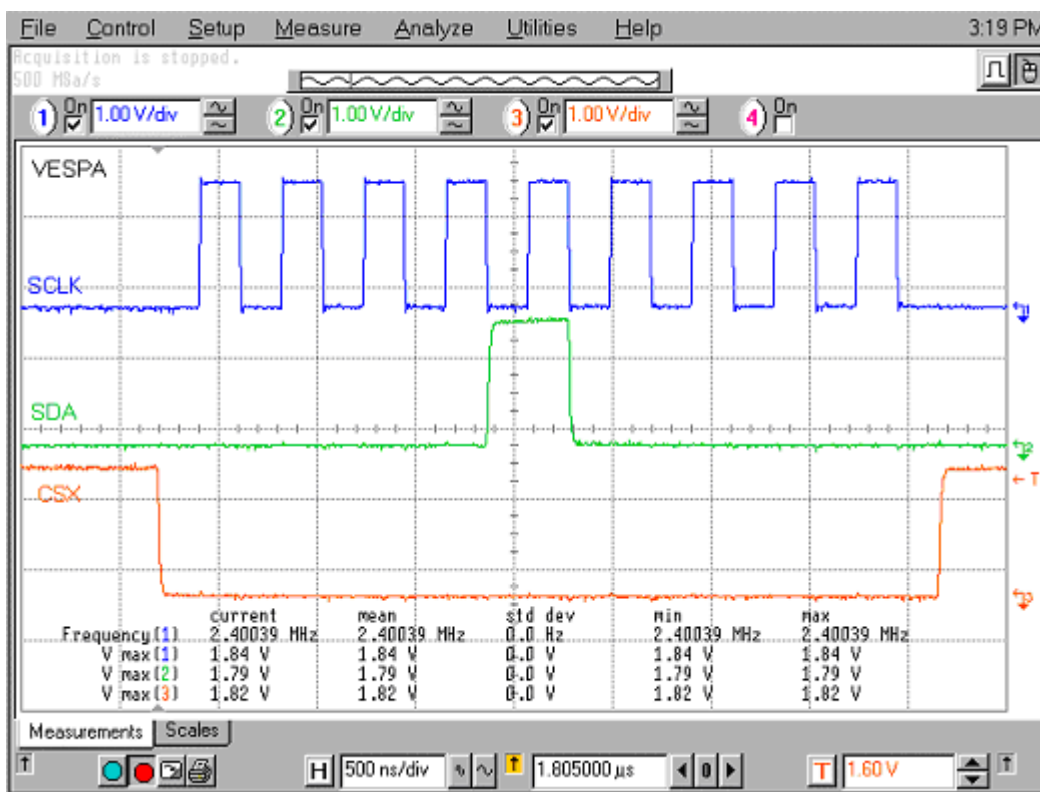 File Control Setup Measure Analyze Utilities Help 3:19 PM
Acquisition is stopped.
500 MSa/s
1 On 1.00 V/div 2 On 1.00 V/div 3 On 1.00 V/div 4 On
VESPA
SCLK
SDA
CSX
T
current mean std dev min max
Frequency(1) 2.40039 MHz 2.40039 MHz 0.0 Hz 2.40039 MHz 2.40039 MHz
V max(1) 1.84 V 1.84 V 0.0 V 1.84 V 1.84 V
V max(2) 1.79 V 1.79 V 0.0 V 1.79 V 1.79 V
V max(3) 1.82 V 1.82 V 0.0 V 1.82 V 1.82 V
Measurements Scales
H 500 ns/div 1.805000 µs 0 T 1.60 V